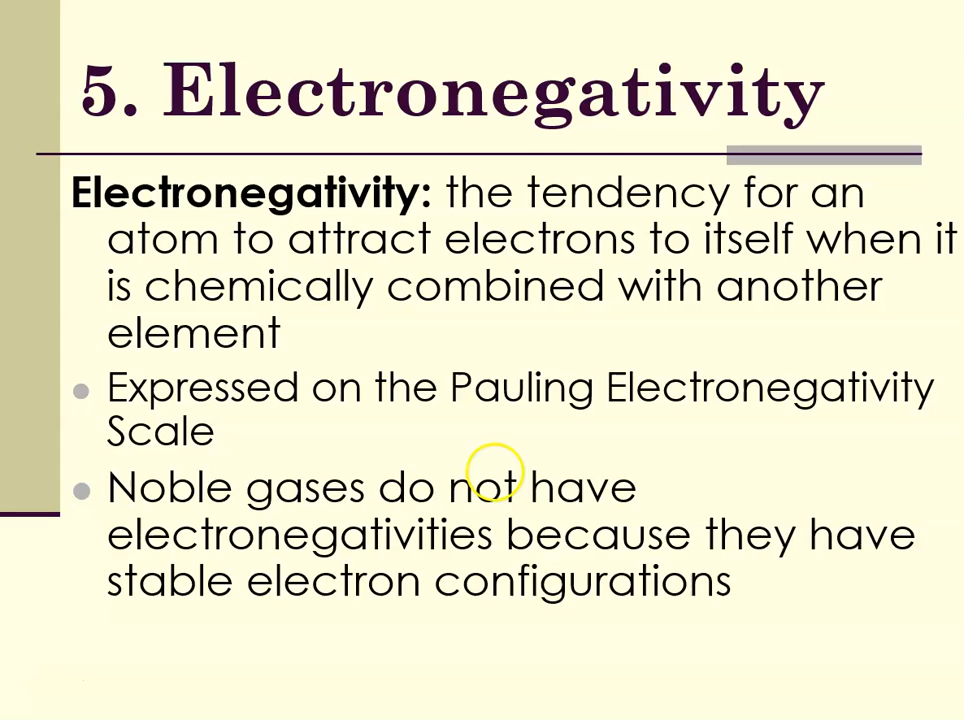 5. Electronegativity
Electronegativity: the tendency for an
atom to attract electrons to itself when it
is chemically combined with another
element
Expressed on the Pauling Electronegativity
Scale
Noble gases do not have
electronegativities because they have
stable electron configurations